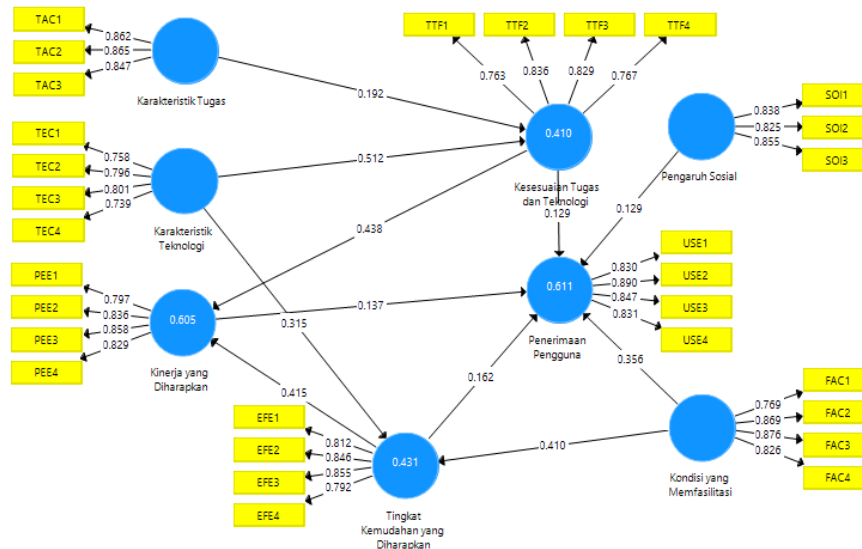 TAC1
TAC2
TAC3
0.862
0.865
0.847
Karakteristik Tugas
TTF1
TTF2
TTF3
TTF4
0.763
0.836
0.829
0.767
0.192
0.410
Kesesuaian Tugas
dan Teknologi
SOI1
SOI2
SOI3
0.838
0.825
0.855
Pengaruh Sosial
TEC1
TEC2
TEC3
TEC4
0.758
0.796
0.801
0.739
Karakteristik
Teknologi
0.512
0.438
0.129
0.129
PEE1
PEE2
PEE3
PEE4
0.797
0.836
0.858
0.829
0.605
Kinerja yang
Diharapkan
0.137
0.315
0.611
Penerimaan
Pengguna
USE1
USE2
USE3
USE4
0.830
0.890
0.847
0.831
0.415
0.162
0.356
0.410
EFE1
EFE2
EFE3
EFE4
0.812
0.846
0.855
0.792
0.431
Tingkat
Kemudahan yang
Diharapkan
FAC1
FAC2
FAC3
FAC4
0.769
0.869
0.876
0.826
Kondisi yang
Memfasilitasi